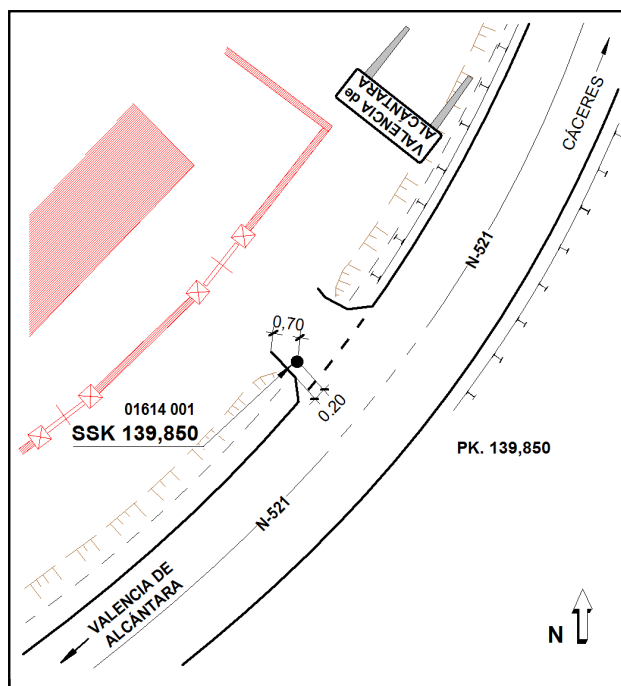 VALENCIA de
ALCÁNTARA
CÁCERES
N-521
0,70
0.20
01614 001
SSK 139,850
PK. 139,850
N-521
VALENCIA DE
ALCÁNTARA
N